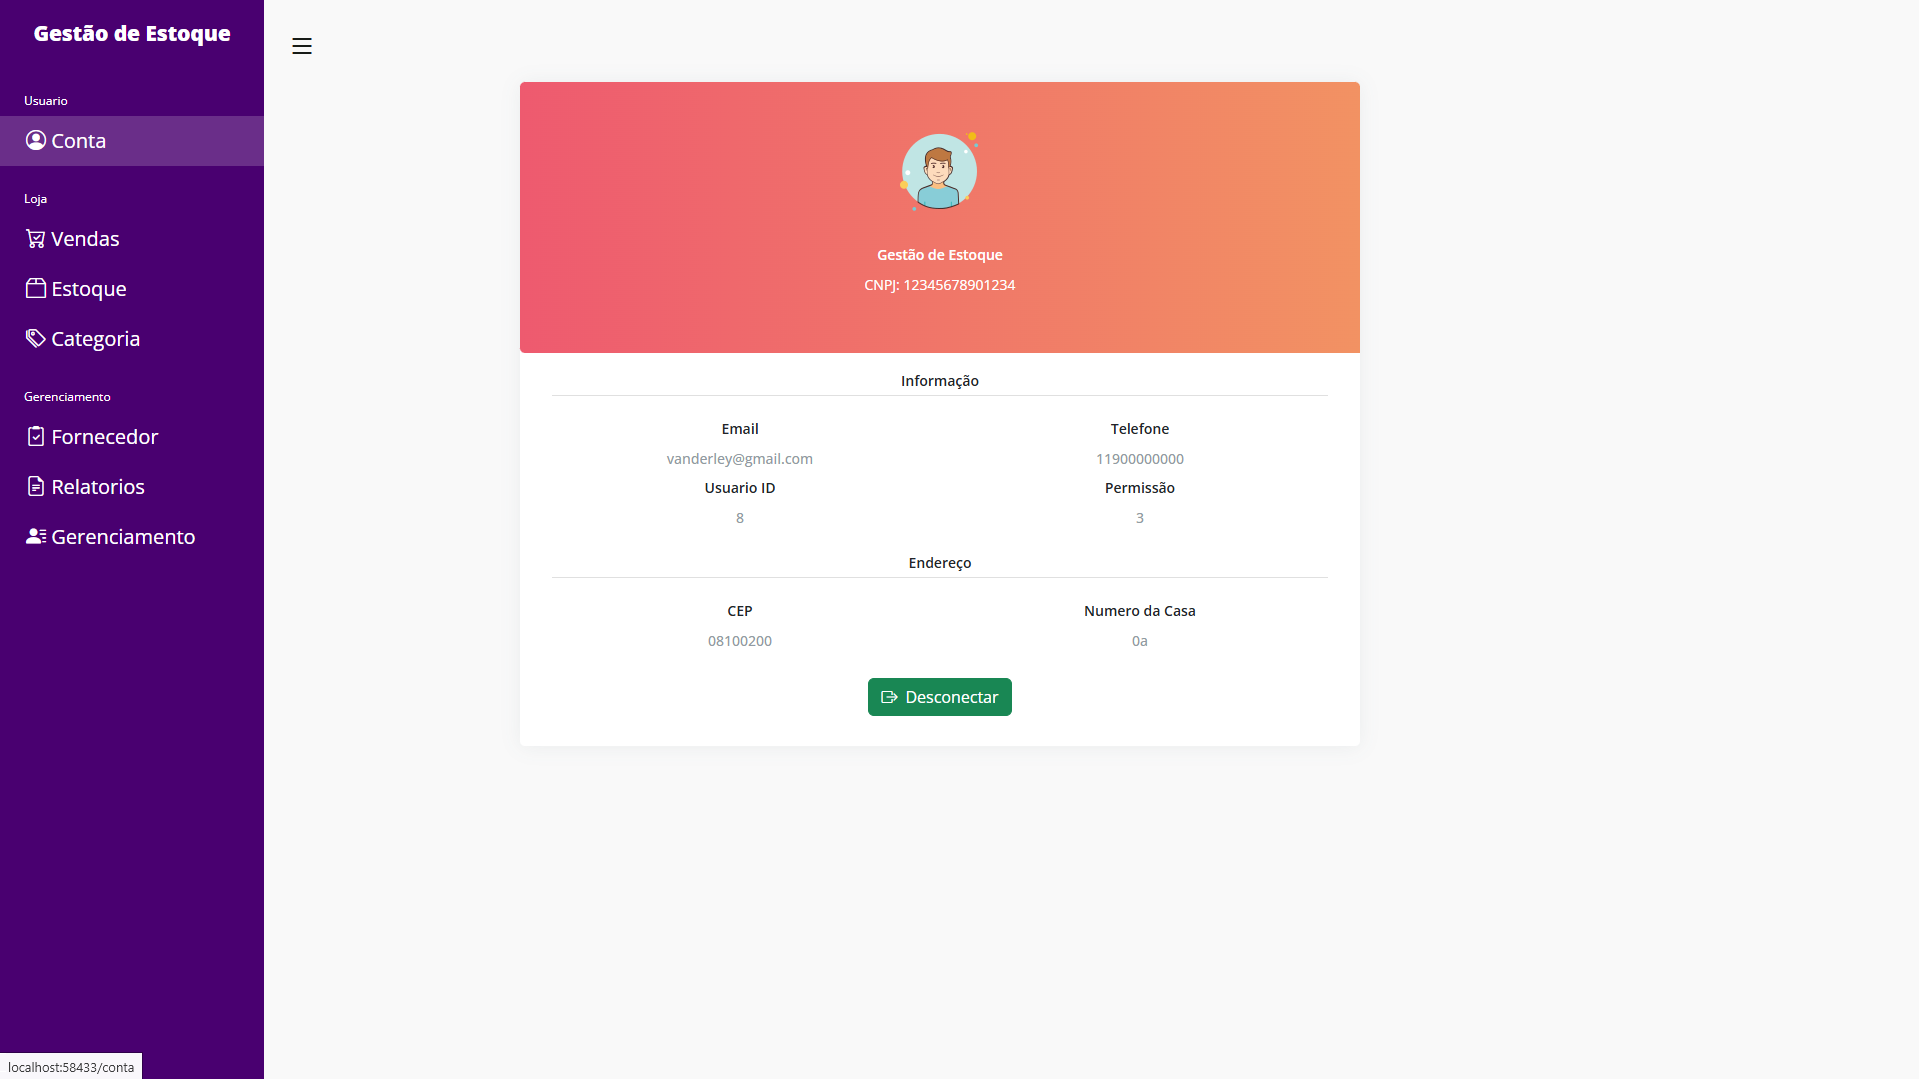 Gestão de Estoque
Usuario
Conta
Loja
Vendas
Estoque
Categoria
Gerenciamento
Fornecedor
Relatorios
Gerenciamento
Gestão de Estoque
CNPJ: 12345678901234
Informação
Email Telefone
vanderley@gmail.com 11900000000
Usuario ID Permissão
8 3
Endereço
CEP Numero da Casa
08100200 0a
Desconectar
localhost:58433/conta